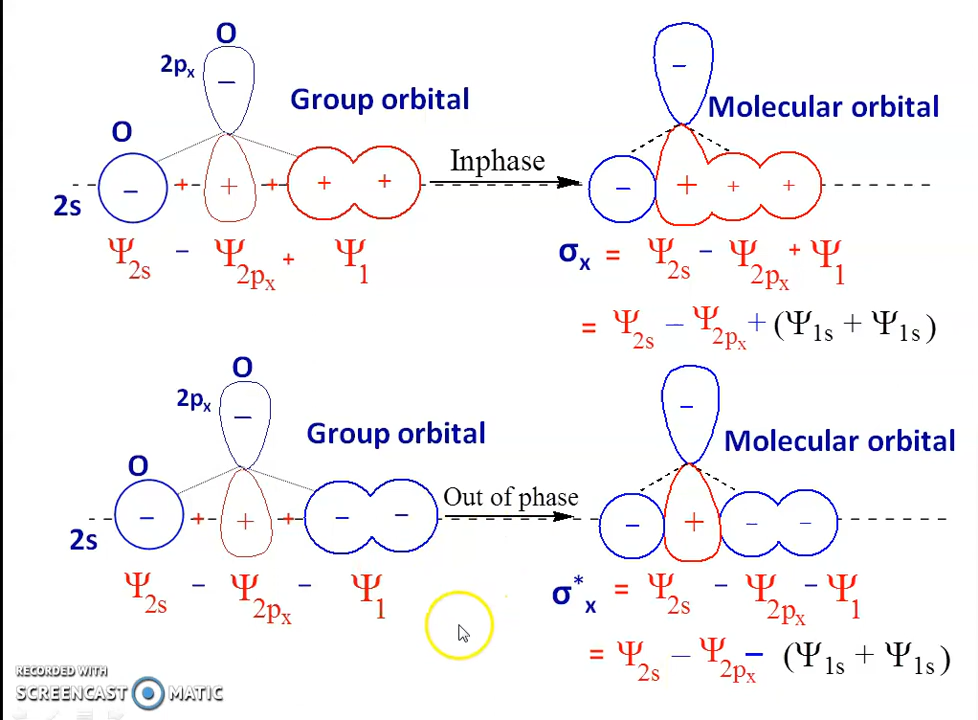 O
2pₓ
−
Group orbital
Molecular orbital
−
O
2s
− + + + + +
Inphase
− + + +
Ψ₂ₛ − Ψ₂ₚₓ + Ψ₁
σₓ = Ψ₂ₛ − Ψ₂ₚₓ + Ψ₁
= Ψ₂ₛ − Ψ₂ₚₓ + (Ψ₁ₛ + Ψ₁ₛ)
O
2pₓ
−
Group orbital
−
Molecular orbital
O
2s
− + + + − −
Out of phase
− + − −
Ψ₂ₛ − Ψ₂ₚₓ − Ψ₁
σ*ₓ = Ψ₂ₛ − Ψ₂ₚₓ − Ψ₁
= Ψ₂ₛ − Ψ₂ₚₓ − (Ψ₁ₛ + Ψ₁ₛ)
RECORDED WITH
SCREENCAST MATIC